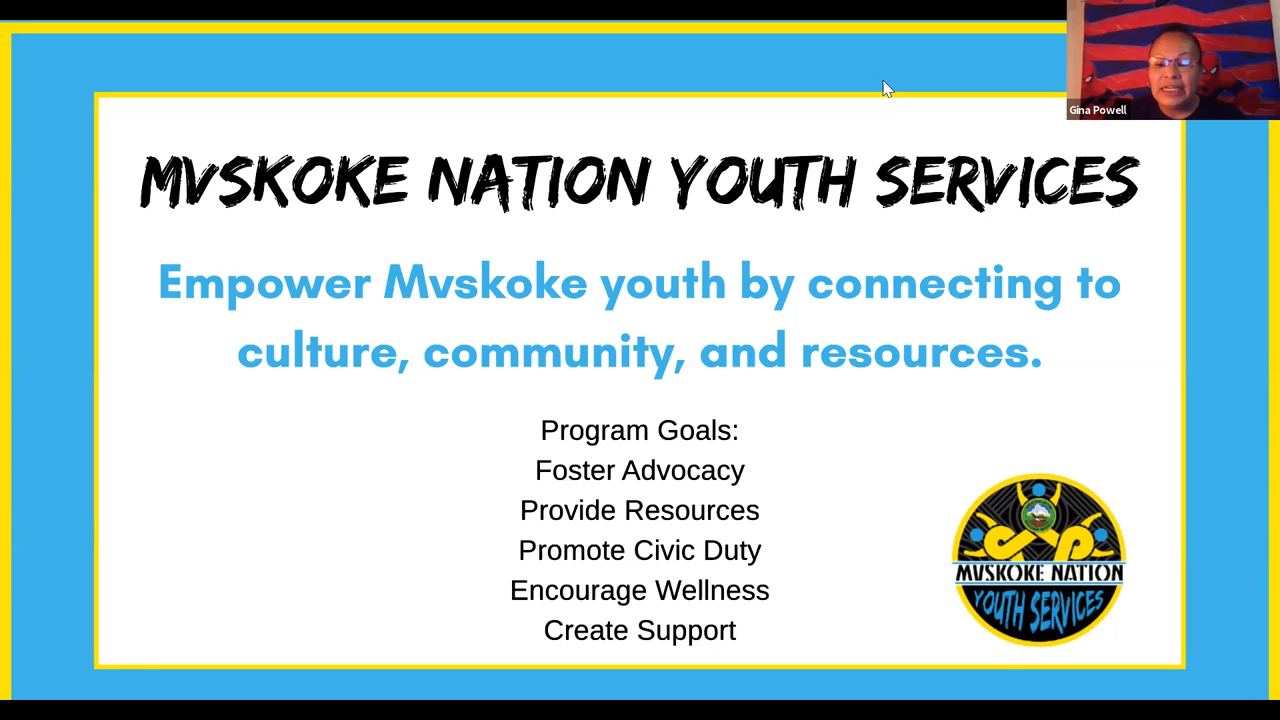 Gina Powell
MVSKOKE NATION YOUTH SERVICES
Empower Mvskoke youth by connecting to
culture, community, and resources.
Program Goals:
Foster Advocacy
Provide Resources
Promote Civic Duty
Encourage Wellness
Create Support
MVSKOKE NATION
YOUTH SERVICES